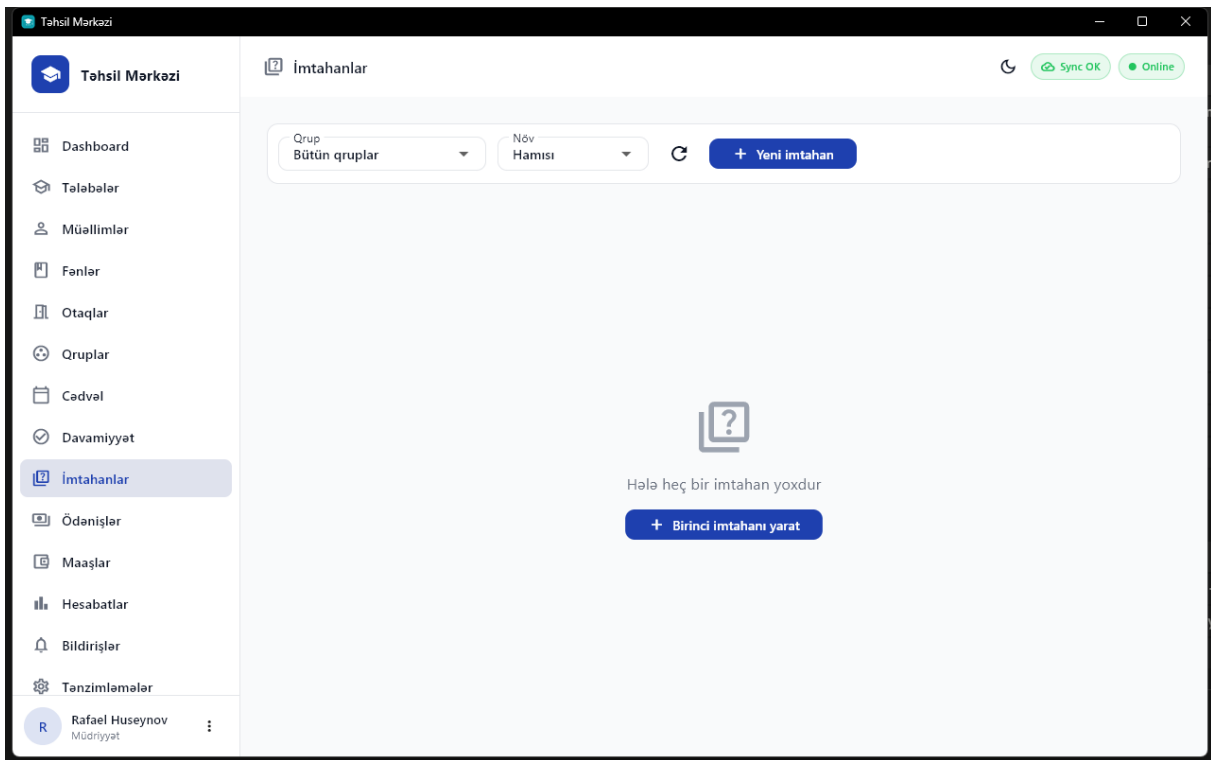 Təhsil Mərkəzi
Təhsil Mərkəzi
İmtahanlar
Sync OK
Online
Dashboard
Tələbələr
Müəllimlər
Fənlər
Otaqlar
Qruplar
Cədvəl
Davamiyyət
İmtahanlar
Ödənişlər
Maaşlar
Hesabatlar
Bildirişlər
Tənzimləmələr
R
Rafael Huseynov
Müdriyyət
Qrup
Bütün qruplar
Növ
Hamısı
+ Yeni imtahan
Hələ heç bir imtahan yoxdur
+ Birinci imtahanı yarat